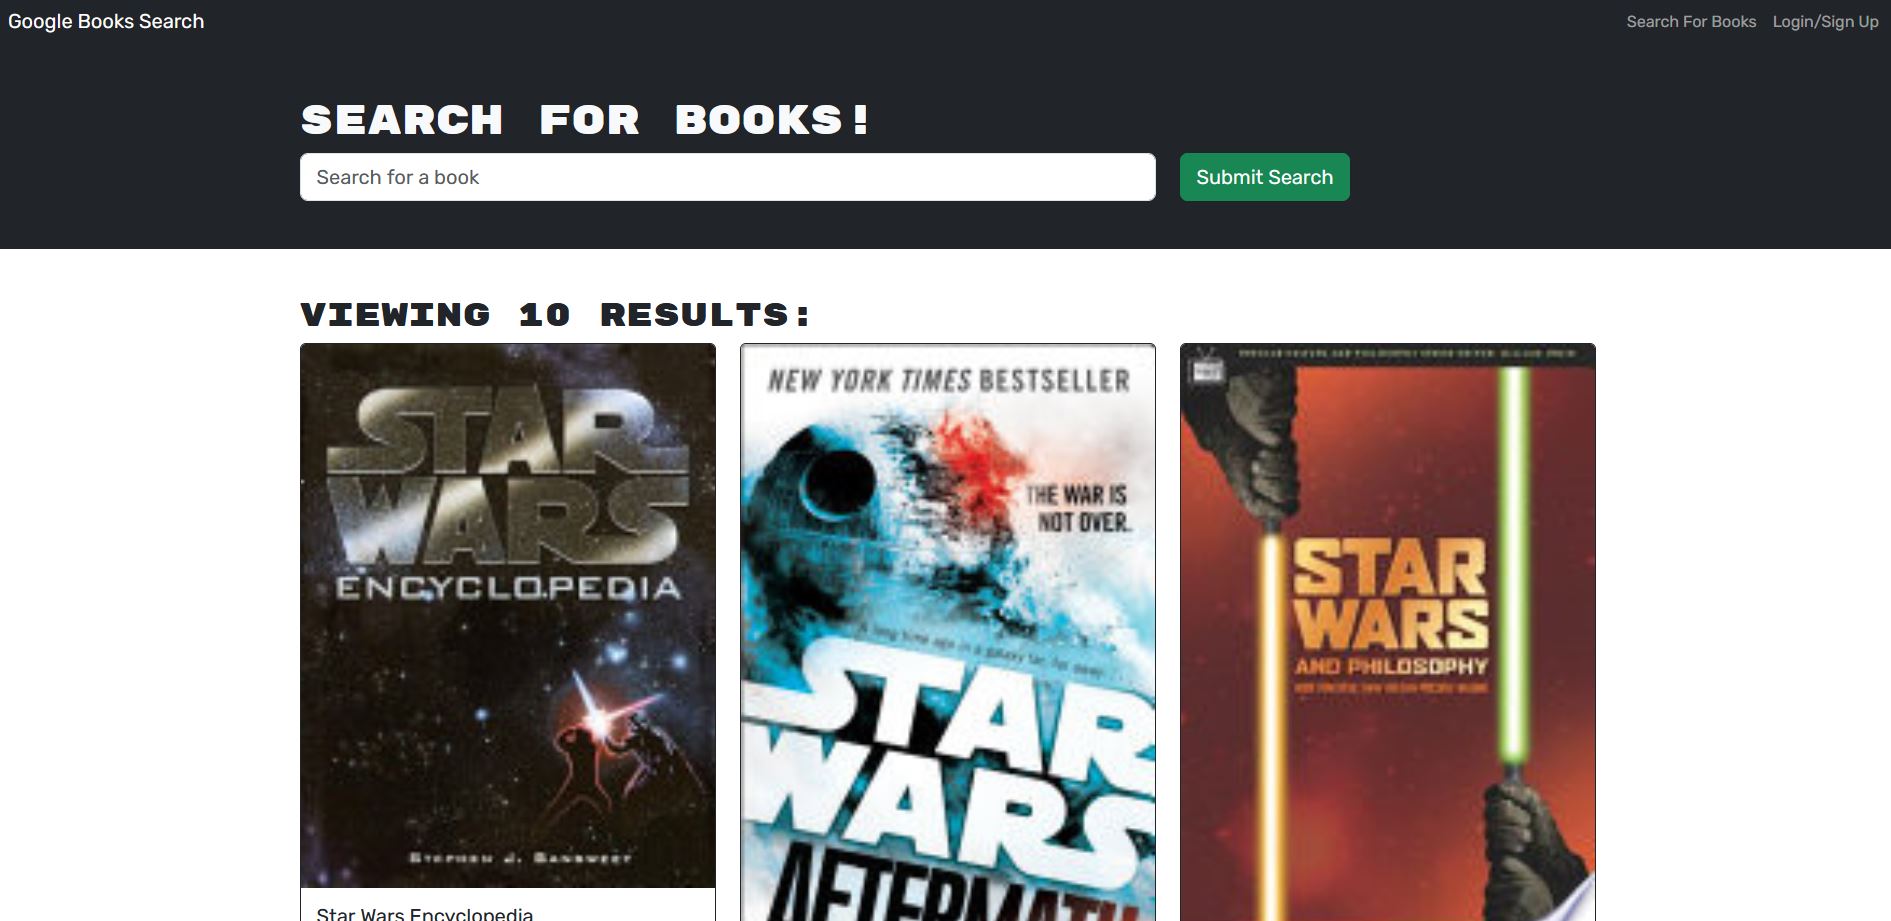 Google Books Search
Search For Books
Login/Sign Up
SEARCH FOR BOOKS!
Search for a book
Submit Search
VIEWING 10 RESULTS:
STAR
WARS
ENCYCLOPEDIA
STEPHEN J. SANSWEET
Star Wars Encyclopedia
NEW YORK TIMES BESTSELLER
THE WAR IS
NOT OVER.
A long time ago in a galaxy far, far away....
STAR
WARS
AFTERMATH
STAR
WARS
AND PHILOSOPHY